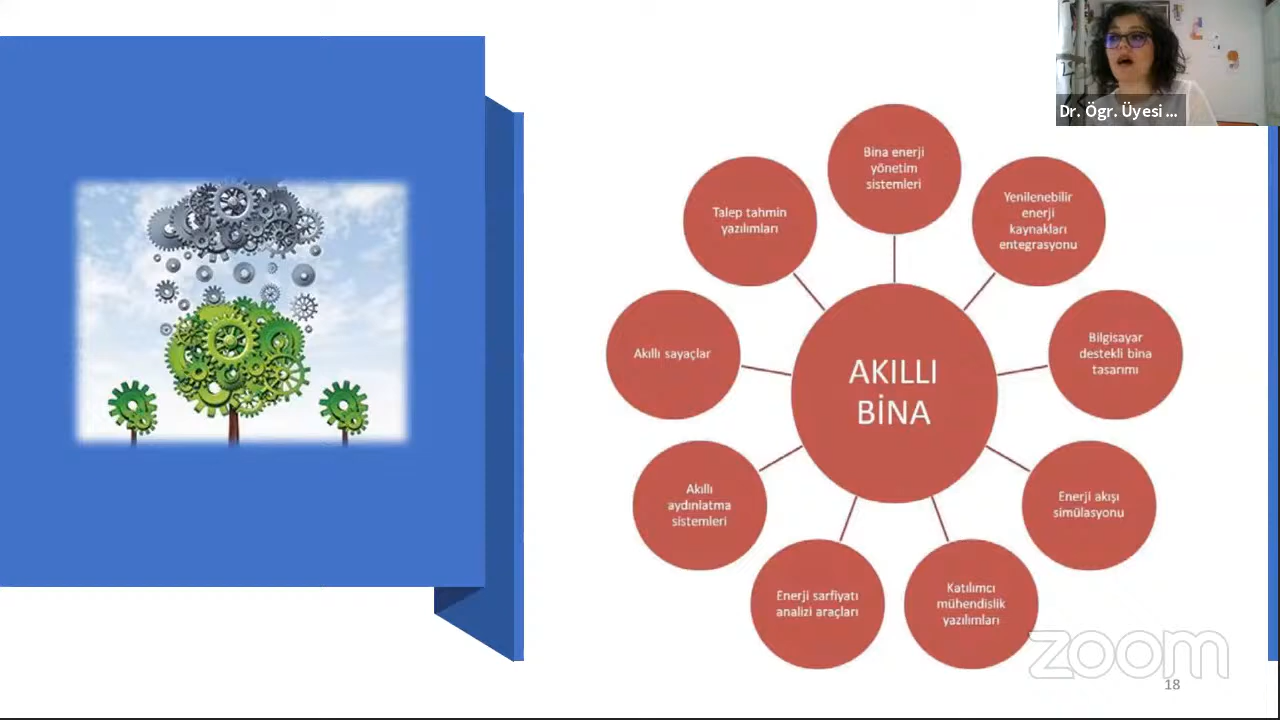 Dr. Ögr. Üyesi ...
Bina enerji
yönetim
sistemleri
Yenilenebilir
enerji
kaynakları
entegrasyonu
Bilgisayar
destekli bina
tasarımı
Enerji akışı
simülasyonu
Katılımcı
mühendislik
yazılımları
Enerji sarfiyatı
analizi araçları
Akıllı
aydınlatma
sistemleri
Akıllı sayaçlar
Talep tahmin
yazılımları
AKILLI
BİNA
zoom
18